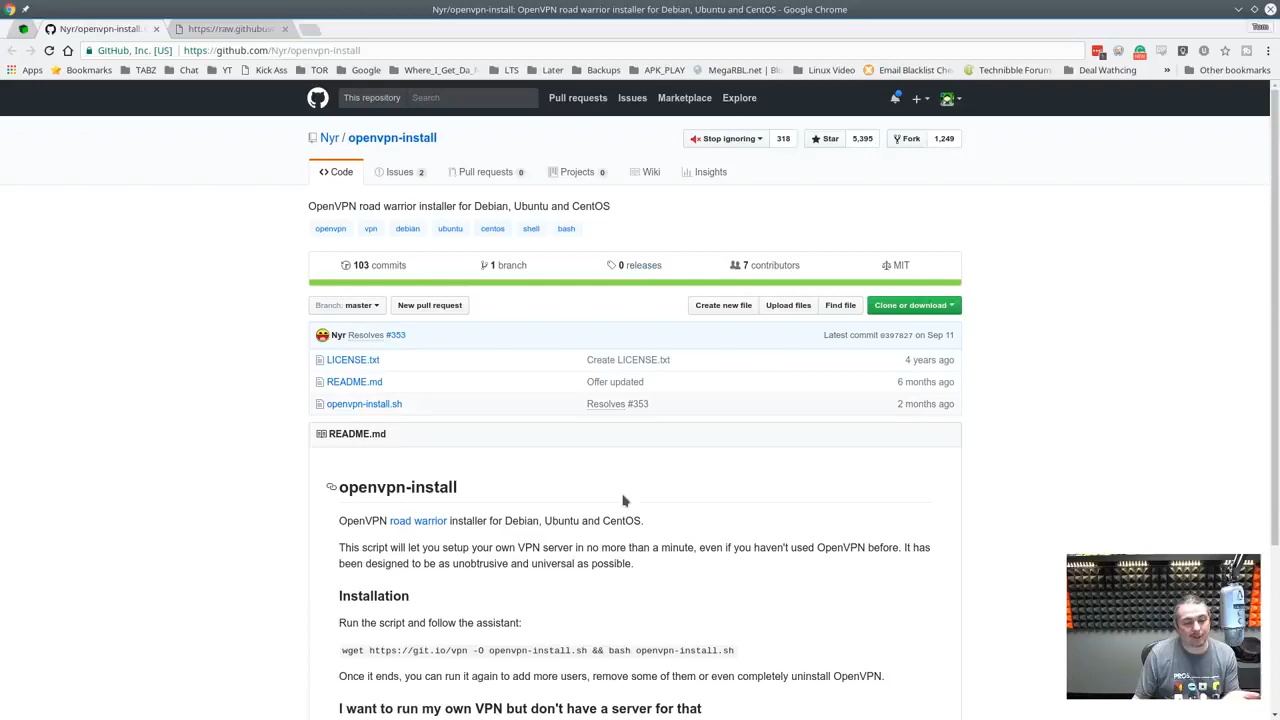 Nyr/openvpn-install: OpenVPN road warrior installer for Debian, Ubuntu and CentOS - Google Chrome
Nyr/openvpn-install:
https://raw.githubus
Tom
GitHub, Inc. [US]
https://github.com/Nyr/openvpn-install
Apps
Bookmarks
TABZ
Chat
YT
Kick Ass
TOR
Google
Where_I_Get_Da_
LTS
Later
Backups
APK_PLAY
MegaRBL.net | Bl
Linux Video
Email Blacklist Che
Technibble Forum
Deal Wathcing
»
Other bookmarks
This repository
Search
Pull requests
Issues
Marketplace
Explore
Nyr / openvpn-install
Stop ignoring
318
Star
5,395
Fork
1,249
Code
Issues 2
Pull requests 0
Projects 0
Wiki
Insights
OpenVPN road warrior installer for Debian, Ubuntu and CentOS
openvpn
vpn
debian
ubuntu
centos
shell
bash
103 commits
1 branch
0 releases
7 contributors
MIT
Branch: master
New pull request
Create new file
Upload files
Find file
Clone or download
Nyr Resolves #353
Latest commit 0397827 on Sep 11
LICENSE.txt
Create LICENSE.txt
4 years ago
README.md
Offer updated
6 months ago
openvpn-install.sh
Resolves #353
2 months ago
README.md
openvpn-install
OpenVPN road warrior installer for Debian, Ubuntu and CentOS.
This script will let you setup your own VPN server in no more than a minute, even if you haven't used OpenVPN before. It has
been designed to be as unobtrusive and universal as possible.
Installation
Run the script and follow the assistant:
wget https://git.io/vpn -O openvpn-install.sh && bash openvpn-install.sh
Once it ends, you can run it again to add more users, remove some of them or even completely uninstall OpenVPN.
I want to run my own VPN but don't have a server for that